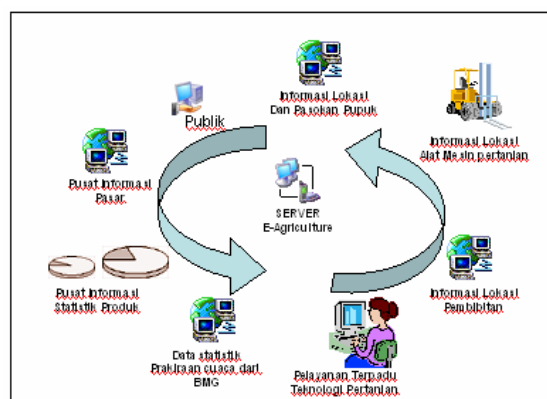 Informasi Lokasi
Dan Pasokan Pupuk
Publik
Informasi Lokasi
Alat Mesin pertanian
Pusat Informasi
Pasar
SERVER
E-Agriculture
Informasi Lokasi
Pembibitan
Pusat Informasi
Statistik Produk
Data statistik
Prakiraan cuaca dari
BMG
Pelayanan Terpadu
Teknologi Pertanian